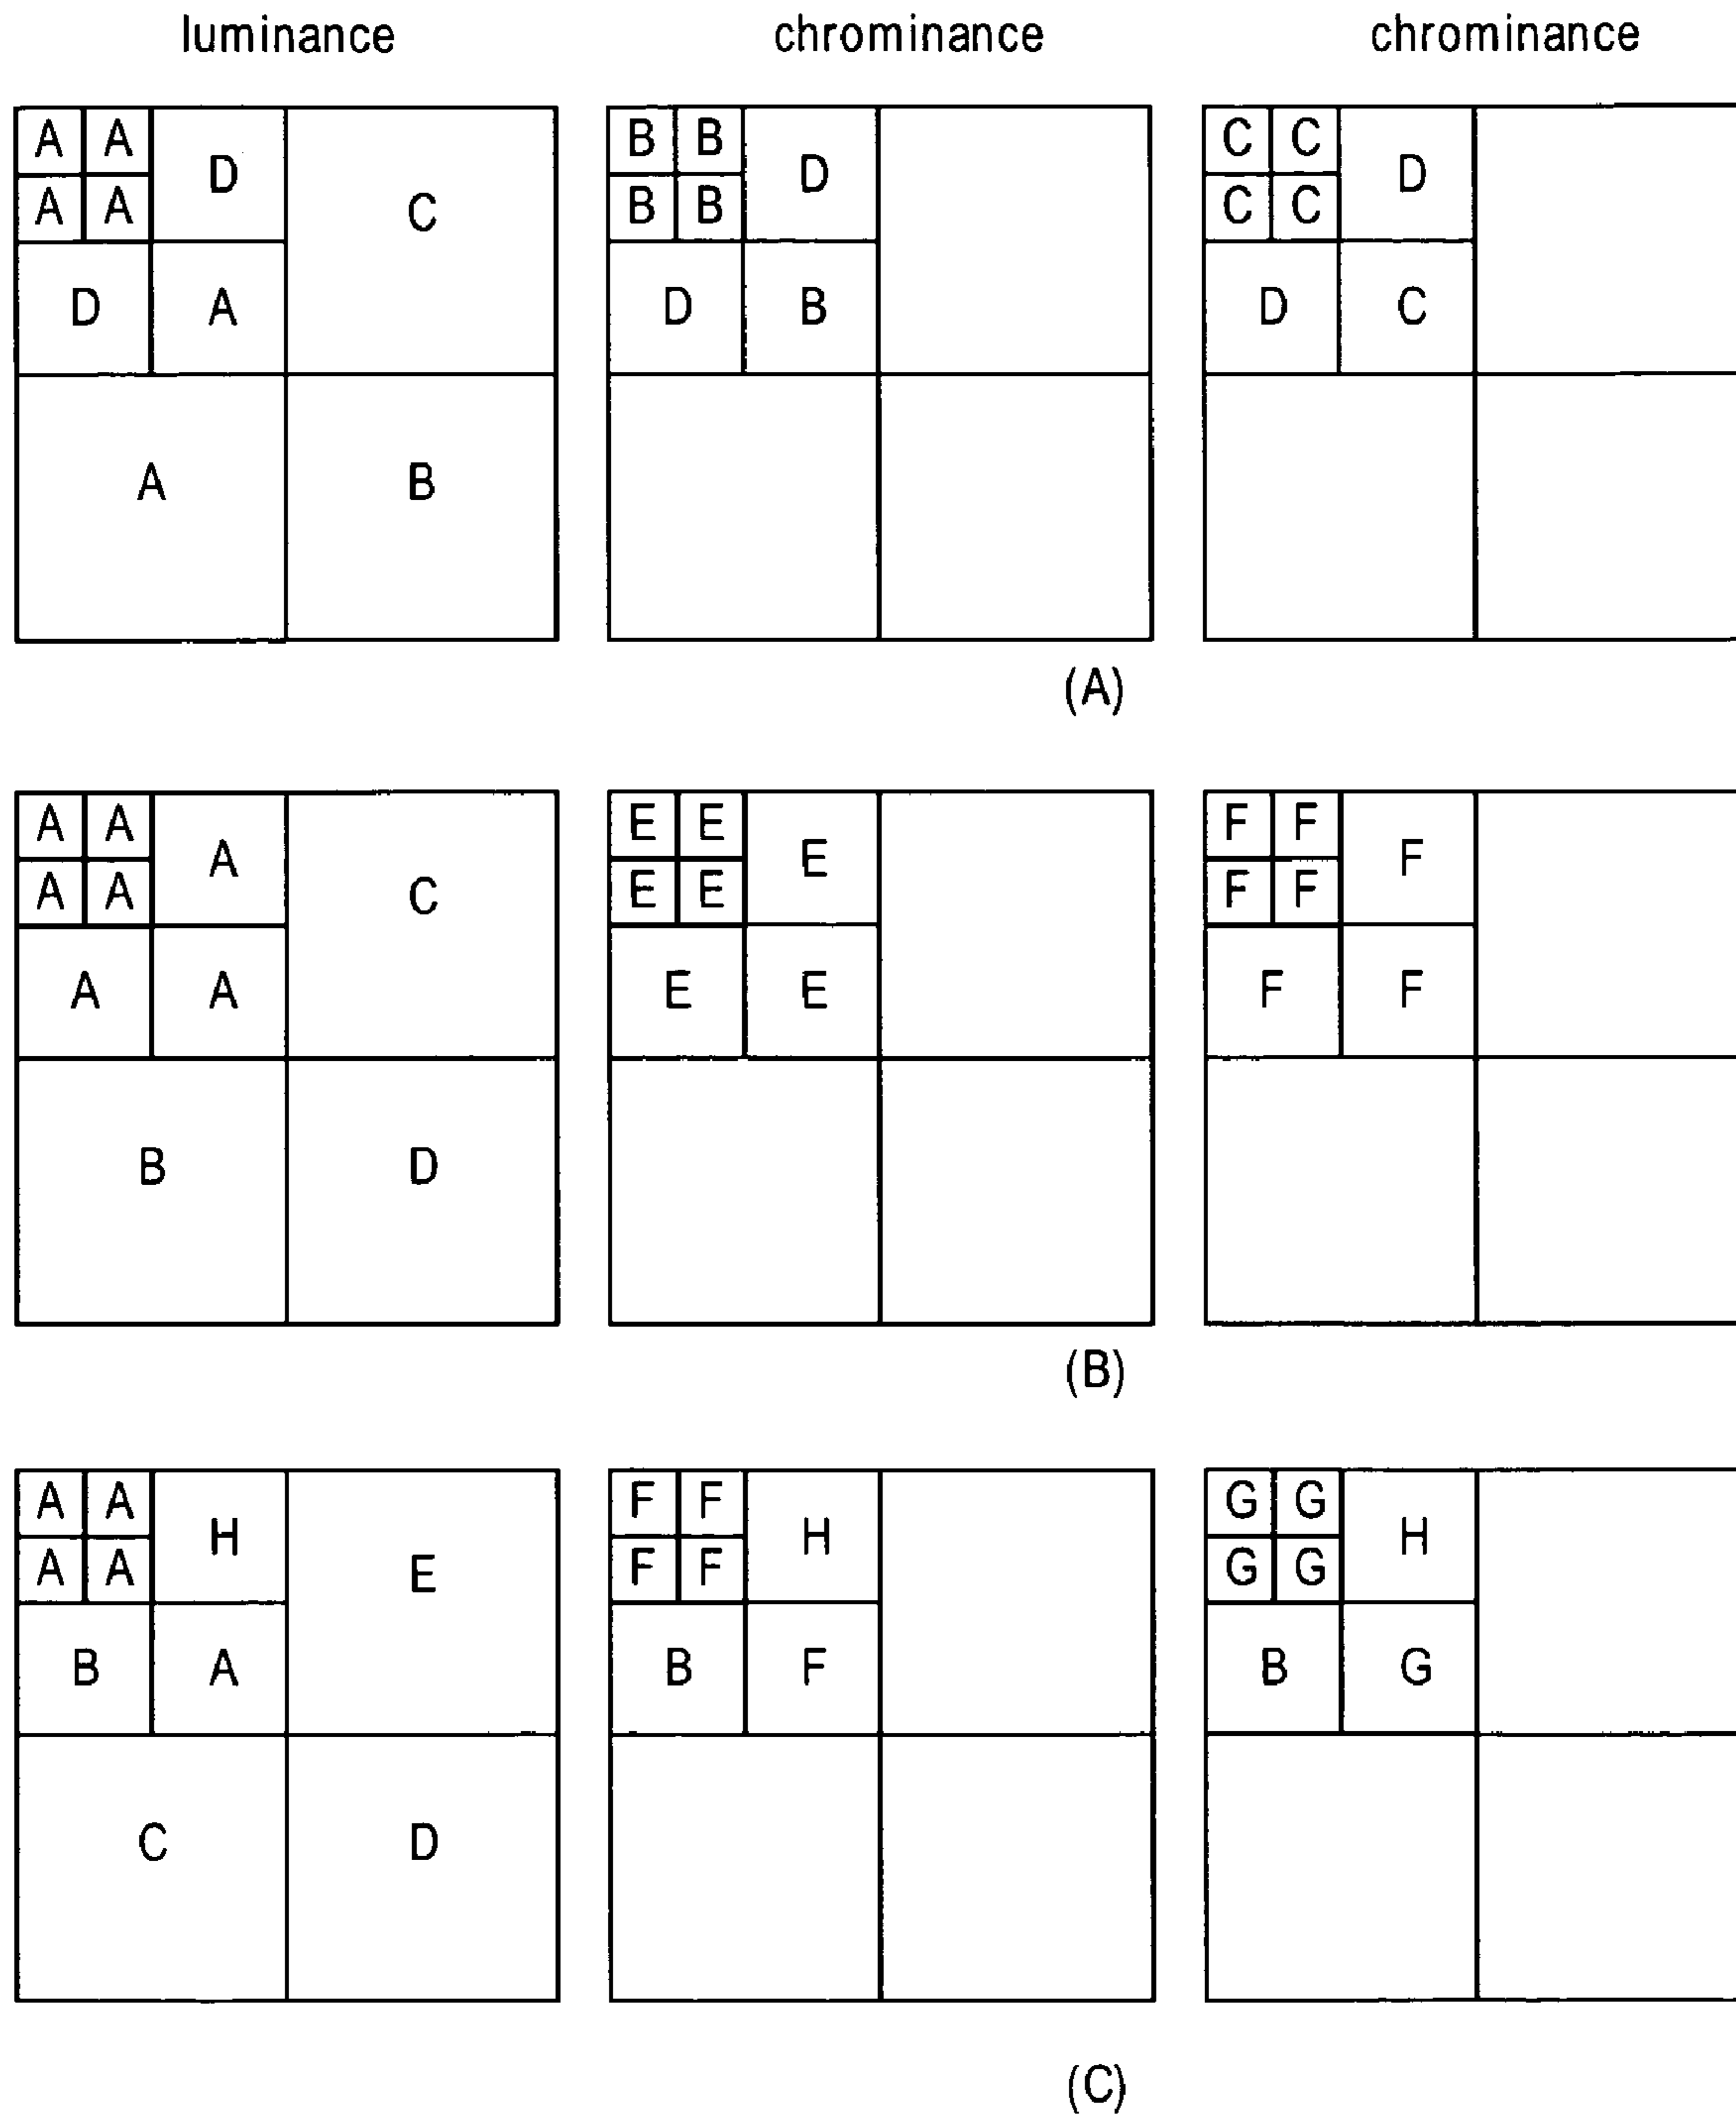 luminance chrominance chrominance
A A D C B B D C C D
A A B B C C
D A D B D C
A B
(A)
A A A C E E E F F F
A A E E F F
A A E E F F
B D
(B)
A A H E F F H G G H
A A F F G G
B A B F B G
C D
(C)